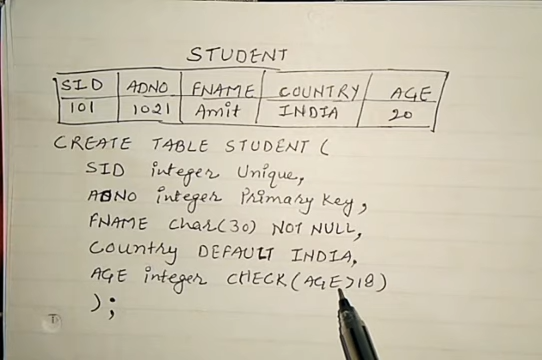 STUDENT
SID ADNO FNAME COUNTRY AGE
101 1021 Amit INDIA 20
CREATE TABLE STUDENT (
SID integer Unique,
ADNO integer Primary Key,
FNAME Char(30) NOT NULL,
Country DEFAULT INDIA,
AGE integer CHECK (AGE>18)
);